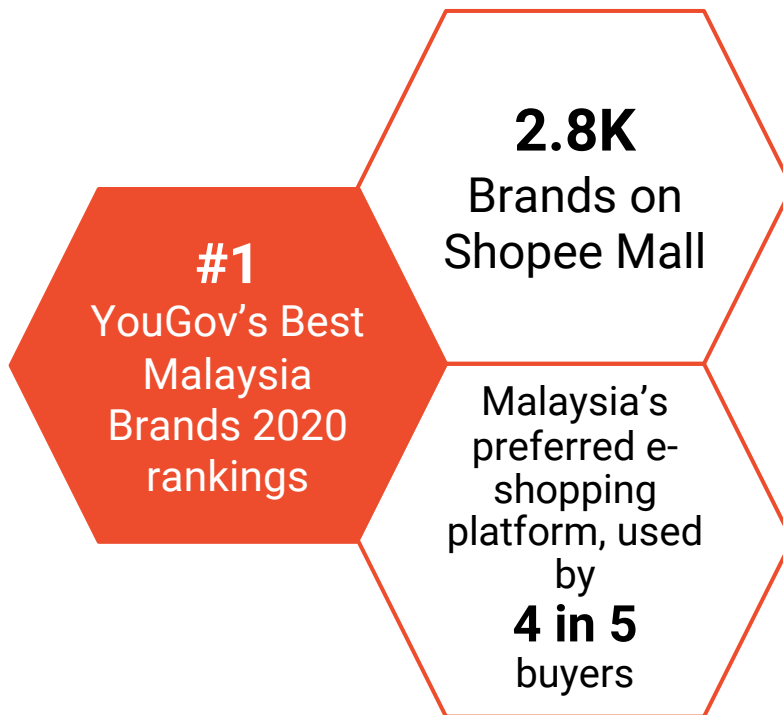 #1
YouGov’s Best
Malaysia
Brands 2020
rankings
2.8K
Brands on
Shopee Mall
Malaysia’s
preferred e-
shopping
platform, used
by
4 in 5
buyers